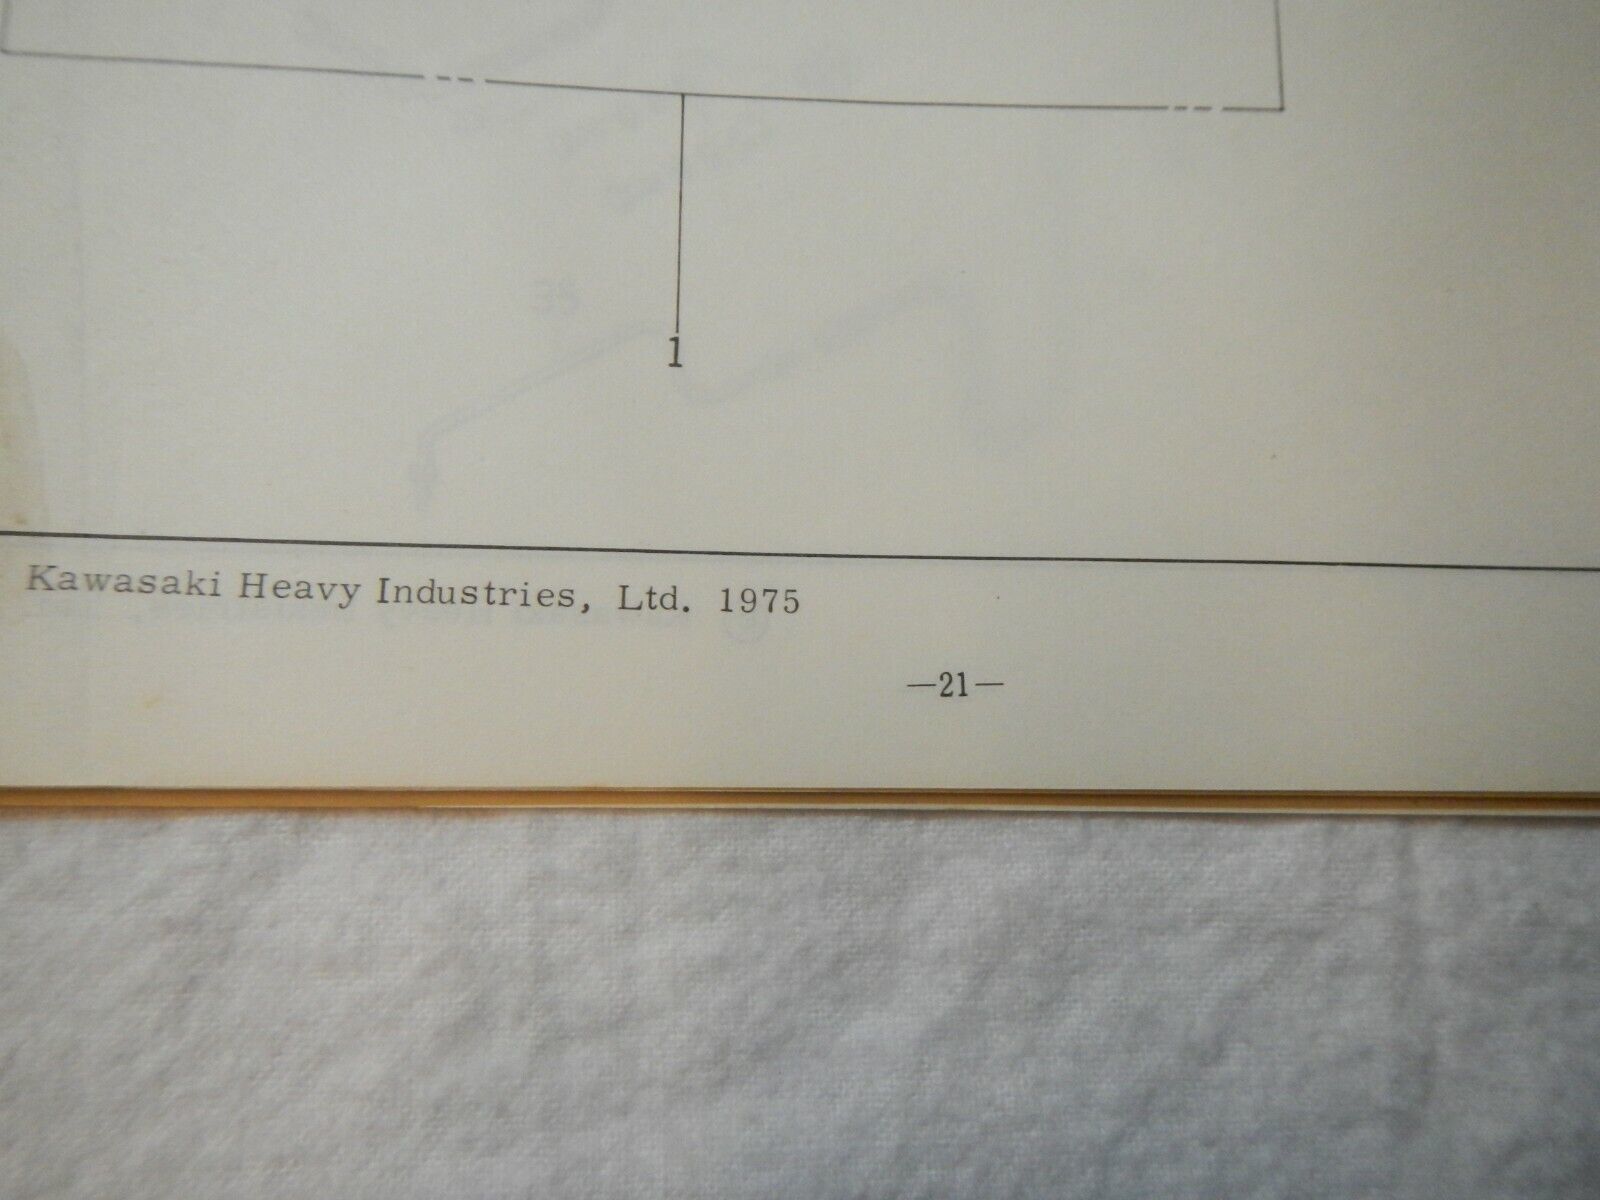 1
Kawasaki Heavy Industries, Ltd. 1975
—21—